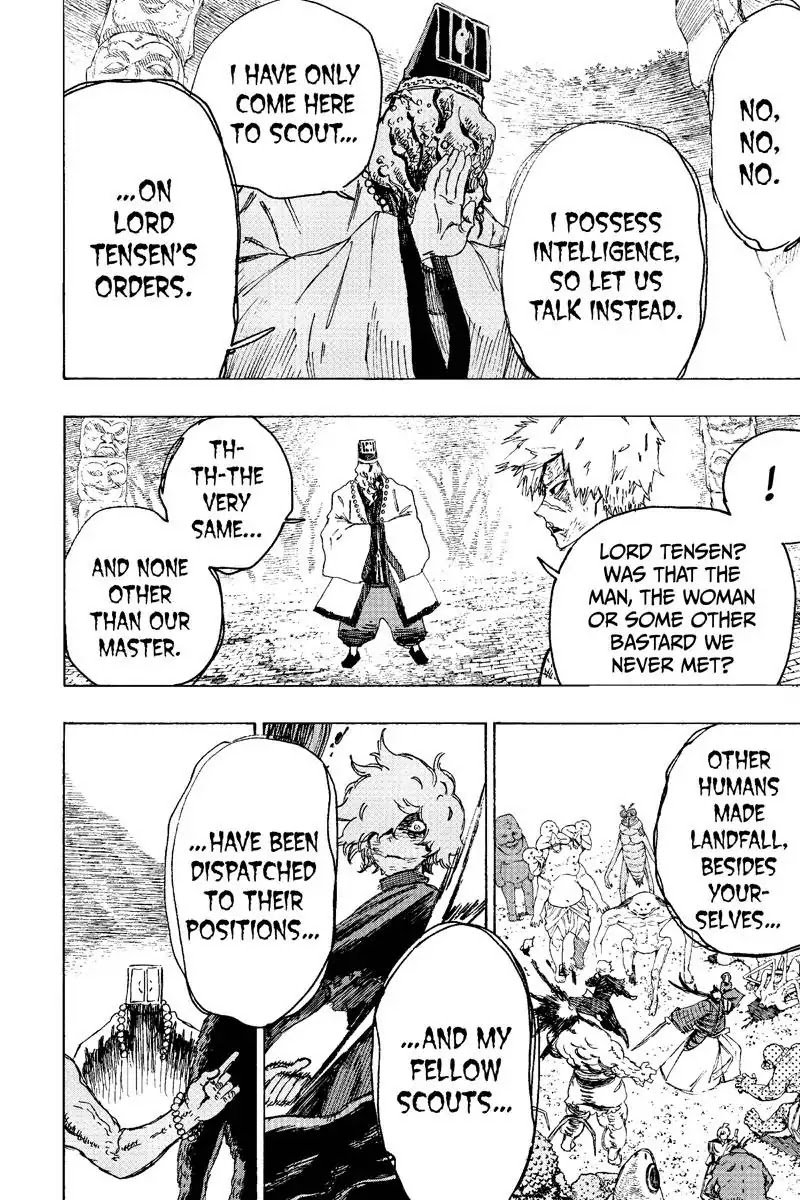 NO,
NO,
NO.
I POSSESS
INTELLIGENCE,
SO LET US
TALK INSTEAD.
I HAVE ONLY
COME HERE
TO SCOUT...
...ON
LORD
TENSEN'S
ORDERS.
!
LORD TENSEN?
WAS THAT THE
MAN, THE WOMAN
OR SOME OTHER
BASTARD WE
NEVER MET?
TH-
TH-THE
VERY
SAME...
AND NONE
OTHER
THAN OUR
MASTER.
OTHER
HUMANS
MADE
LANDFALL,
BESIDES
YOUR-
SELVES...
...AND MY
FELLOW
SCOUTS...
...HAVE BEEN
DISPATCHED
TO THEIR
POSITIONS...